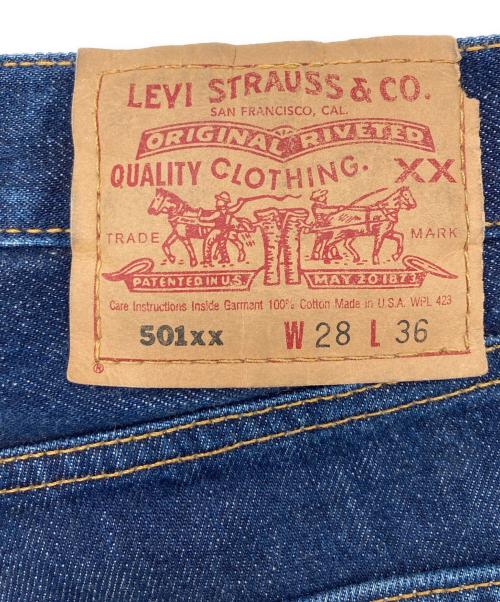 LEVI STRAUSS & CO.
SAN FRANCISCO, CAL.
ORIGINAL RIVETED
QUALITY CLOTHING. XX
TRADE MARK
PATENTED IN U.S. MAY 20 1873
Care Instructions Inside Garment 100% Cotton Made in U.S.A. WPL 423
501xx W 28 L 36
®